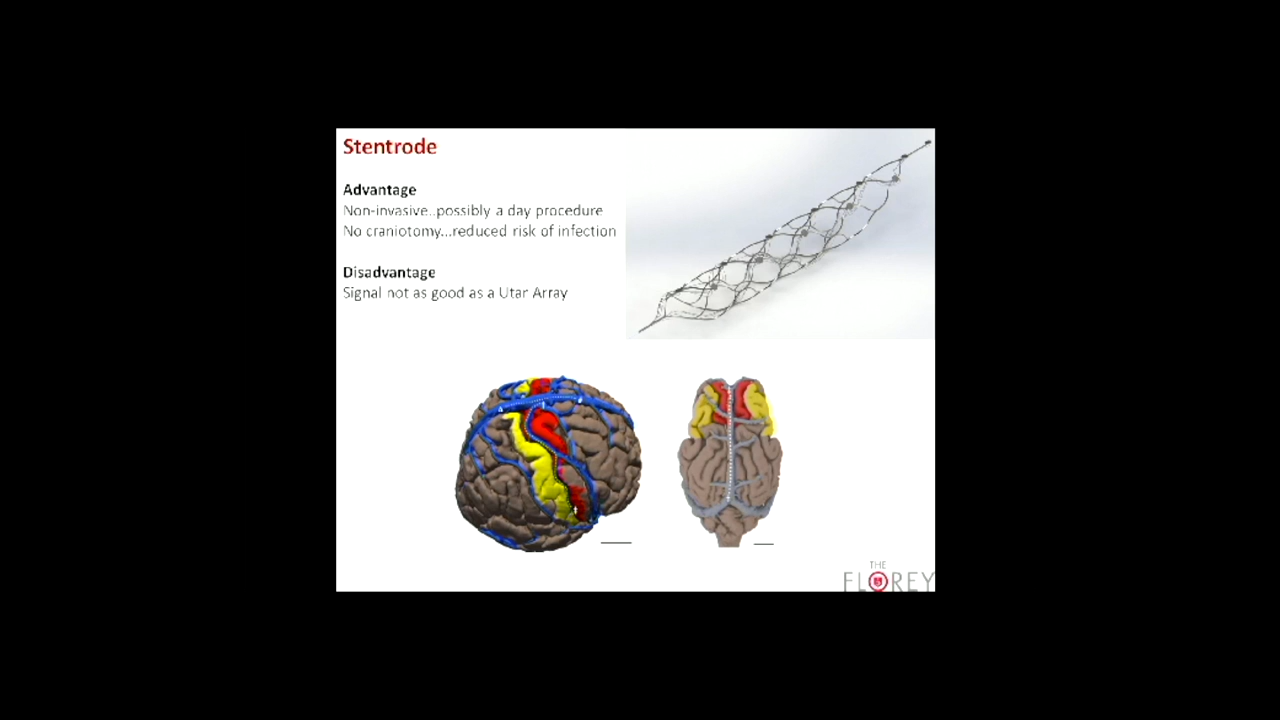 Stentrode
Advantage
Non-invasive..possibly a day procedure
No craniotomy...reduced risk of infection
Disadvantage
Signal not as good as a Utar Array
THE
FLOREY